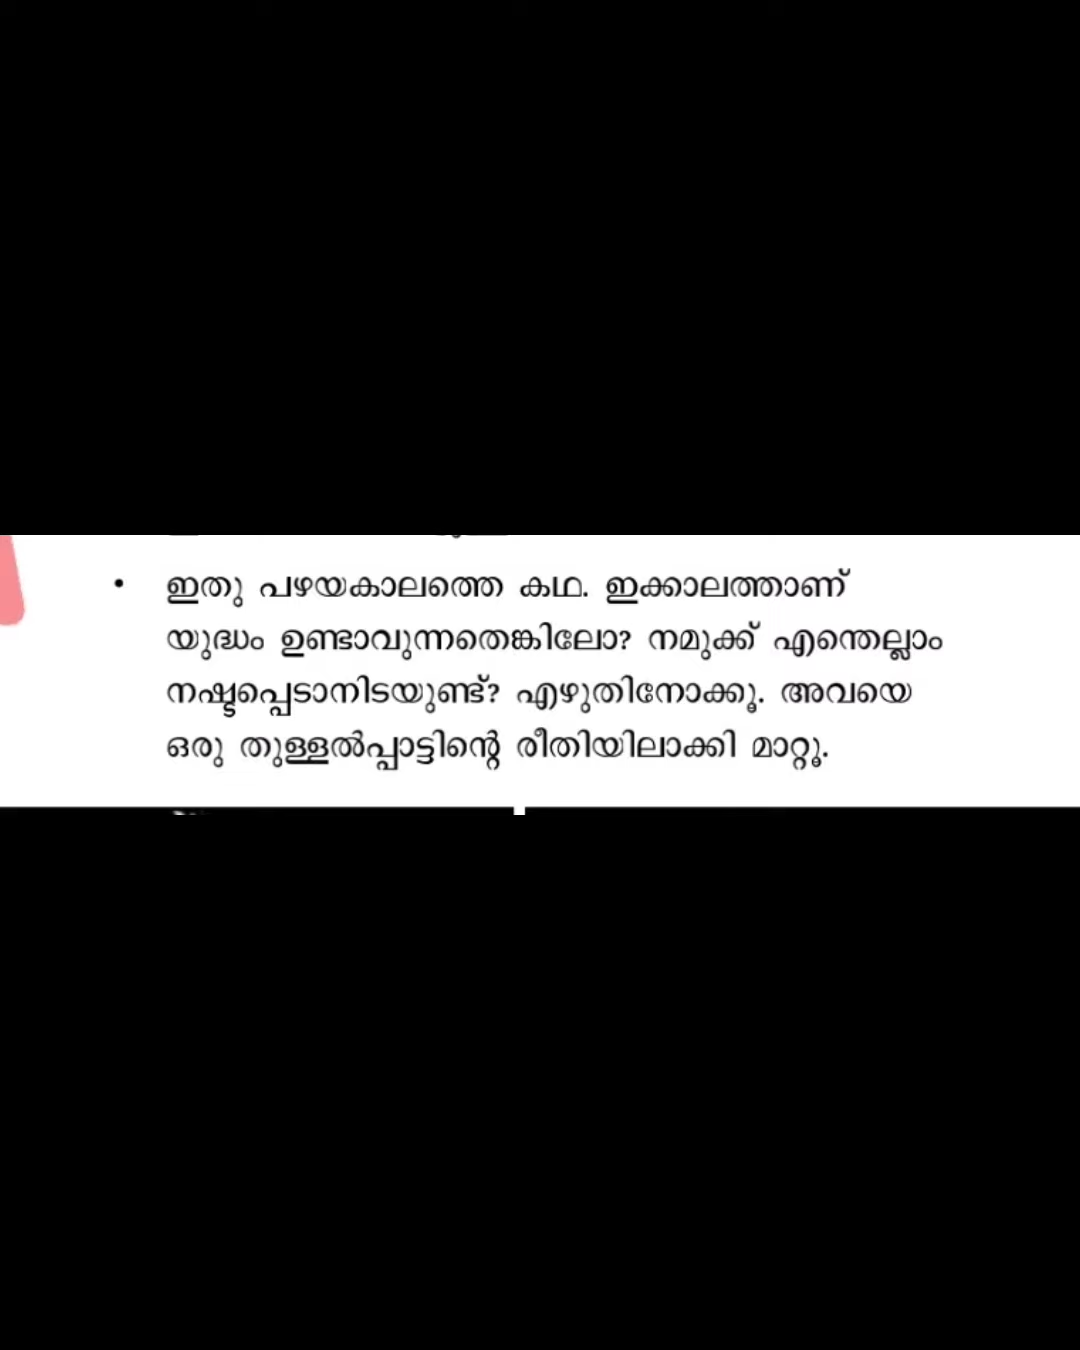 • ഇതു പഴയകാലത്തെ കഥ. ഇക്കാലത്താണ്
യുദ്ധം ഉണ്ടാവുന്നതെങ്കിലോ? നമുക്ക് എന്തെല്ലാം
നഷ്ടപ്പെടാനിടയുണ്ട്? എഴുതിനോക്കൂ. അവയെ
ഒരു തുള്ളൽപ്പാട്ടിന്റെ രീതിയിലാക്കി മാറ്റൂ.